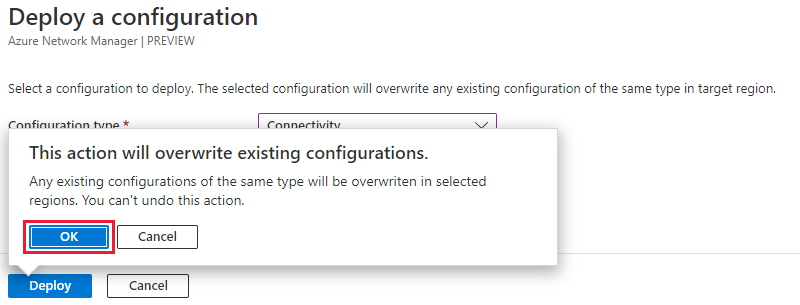 Deploy a configuration
Azure Network Manager | PREVIEW
Select a configuration to deploy. The selected configuration will overwrite any existing configuration of the same type in target region.
Configuration type *
Connectivity
This action will overwrite existing configurations.
Any existing configurations of the same type will be overwriten in selected
regions. You can't undo this action.
OK
Cancel
Deploy
Cancel